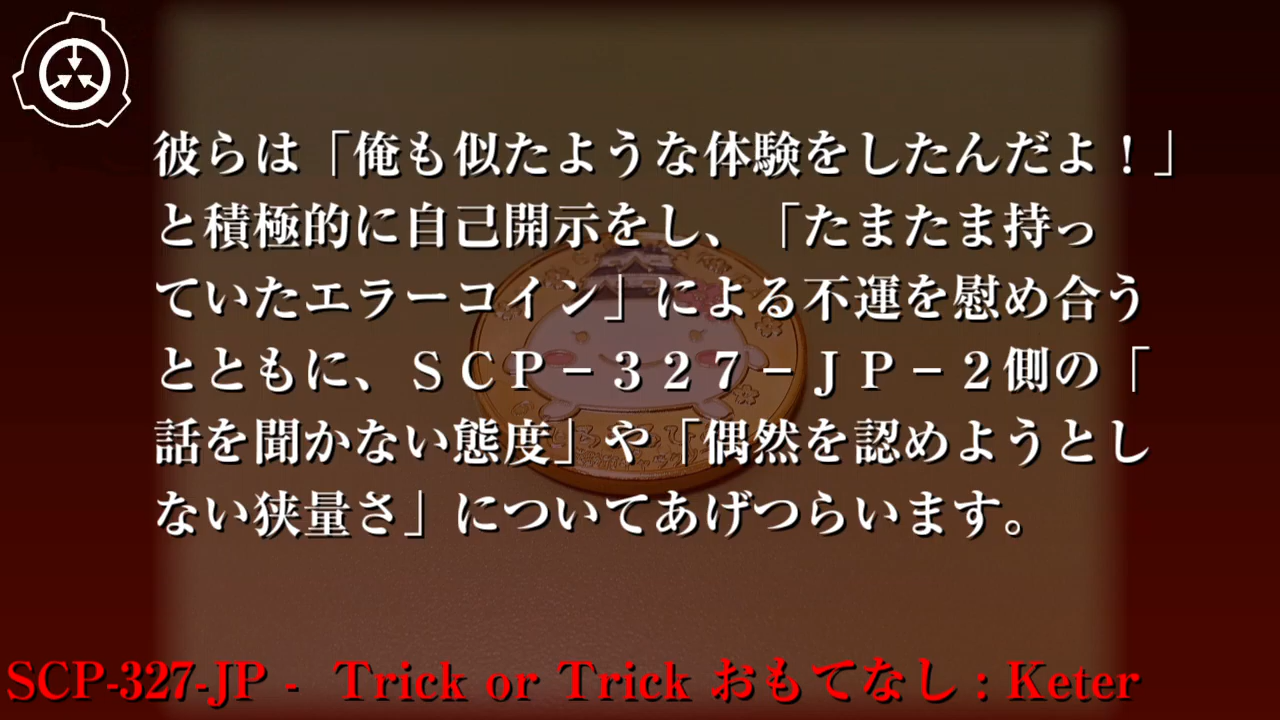 彼らは「俺も似たような体験をしたんだよ！」
と積極的に自己開示をし、「たまたま持っ
ていたエラーコイン」による不運を慰め合う
とともに、ＳＣＰ－３２７－ＪＰ－２側の「
話を聞かない態度」や「偶然を認めようとし
ない狭量さ」についてあげつらいます。
SCP-327-JP - Trick or Trick おもてなし : Keter